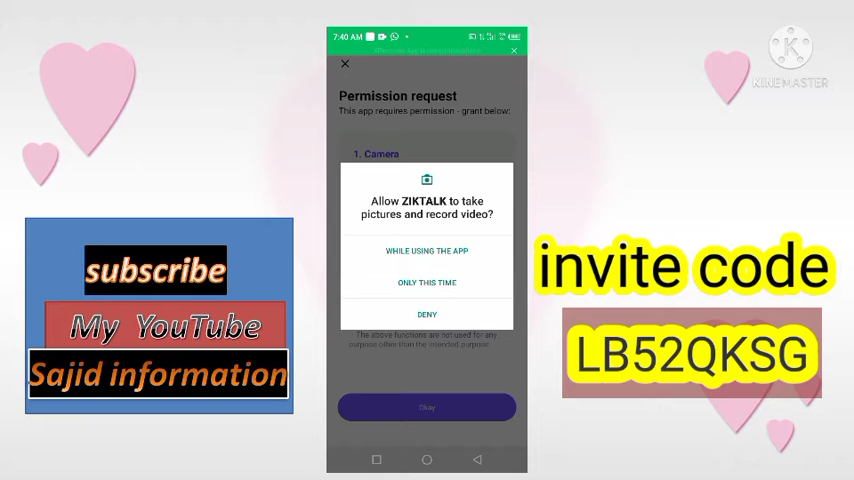 7:40 AM
Permission request
This app requires permission - grant below:
1. Camera
Allow ZIKTALK to take
pictures and record video?
WHILE USING THE APP
ONLY THIS TIME
DENY
The above functions are not used for any
purpose other than the intended purpose.
Okay
subscribe
My YouTube
Sajid information
invite code
LB52QKSG
K
KINEMASTER